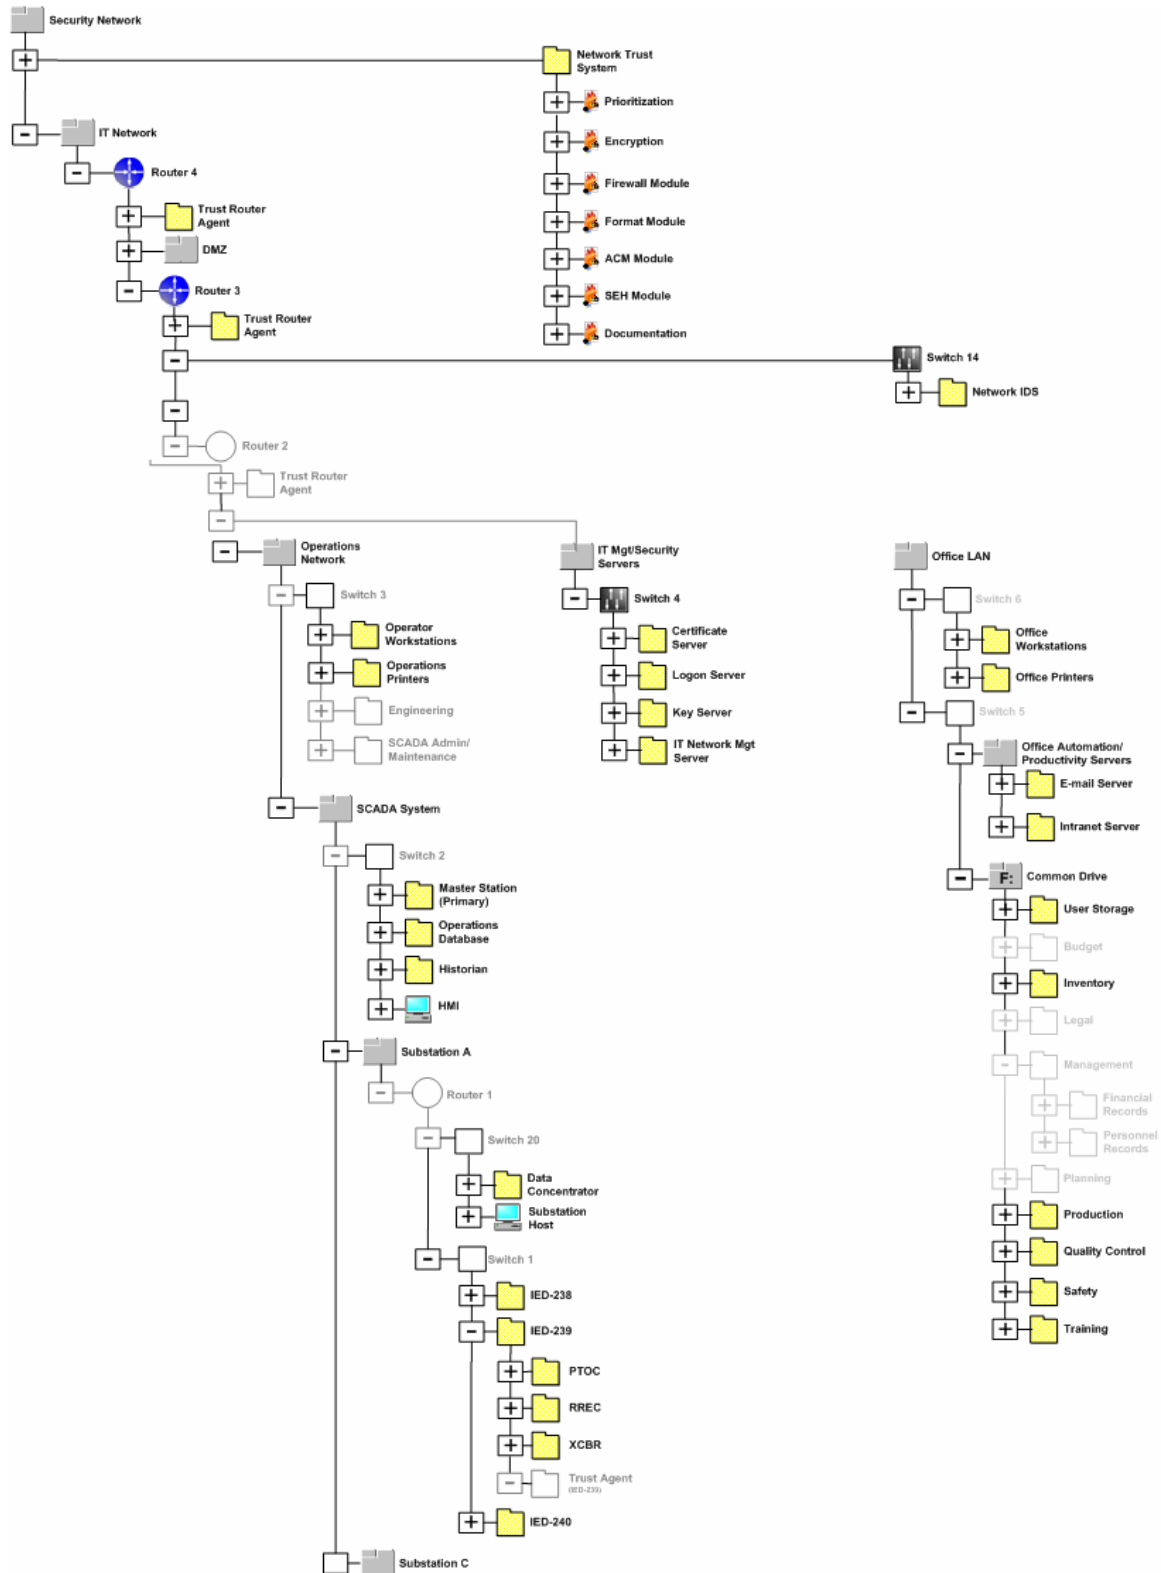 Security Network
Network Trust
System
Prioritization
Encryption
Firewall Module
Format Module
ACM Module
SEH Module
Documentation
IT Network
Router 4
Trust Router
Agent
DMZ
Router 3
Trust Router
Agent
Switch 14
Network IDS
Router 2
Trust Router
Agent
Operations
Network
Switch 3
Operator
Workstations
Operations
Printers
Engineering
SCADA Admin/
Maintenance
IT Mgt/Security
Servers
Switch 4
Certificate
Server
Logon Server
Key Server
IT Network Mgt
Server
Office LAN
Switch 6
Office
Workstations
Office Printers
Switch 5
Office Automation/
Productivity Servers
E-mail Server
Intranet Server
F:
Common Drive
User Storage
Budget
Inventory
Legal
Management
Financial
Records
Personnel
Records
Planning
Production
Quality Control
Safety
Training
SCADA System
Switch 2
Master Station
(Primary)
Operations
Database
Historian
HMI
Substation A
Router 1
Switch 20
Data
Concentrator
Substation
Host
Switch 1
IED-238
IED-239
PTOC
RREC
XCBR
Trust Agent
(IED-239)
IED-240
Substation C